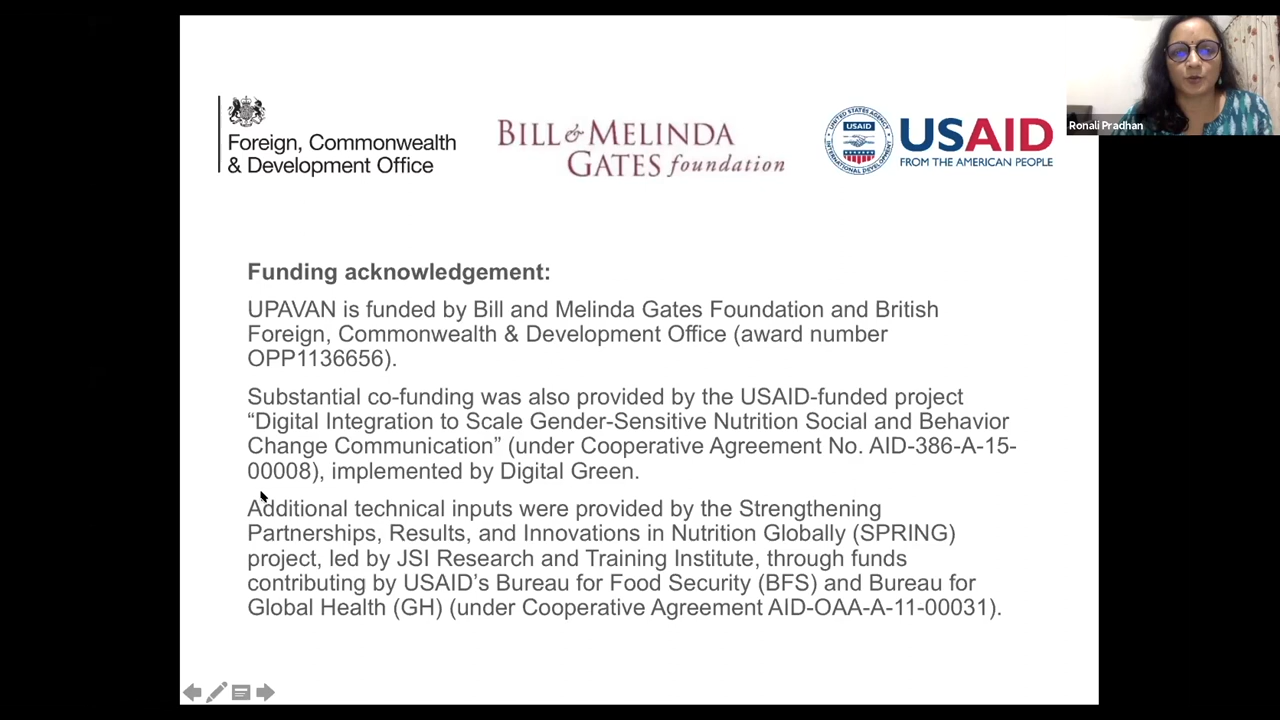 Foreign, Commonwealth
& Development Office
BILL & MELINDA
GATES foundation
UNITED STATES AGENCY
INTERNATIONAL DEVELOPMENT
USAID
USAID
FROM THE AMERICAN PEOPLE
Ronali Pradhan
Funding acknowledgement:
UPAVAN is funded by Bill and Melinda Gates Foundation and British
Foreign, Commonwealth & Development Office (award number
OPP1136656).
Substantial co-funding was also provided by the USAID-funded project
“Digital Integration to Scale Gender-Sensitive Nutrition Social and Behavior
Change Communication” (under Cooperative Agreement No. AID-386-A-15-
00008), implemented by Digital Green.
Additional technical inputs were provided by the Strengthening
Partnerships, Results, and Innovations in Nutrition Globally (SPRING)
project, led by JSI Research and Training Institute, through funds
contributing by USAID’s Bureau for Food Security (BFS) and Bureau for
Global Health (GH) (under Cooperative Agreement AID-OAA-A-11-00031).